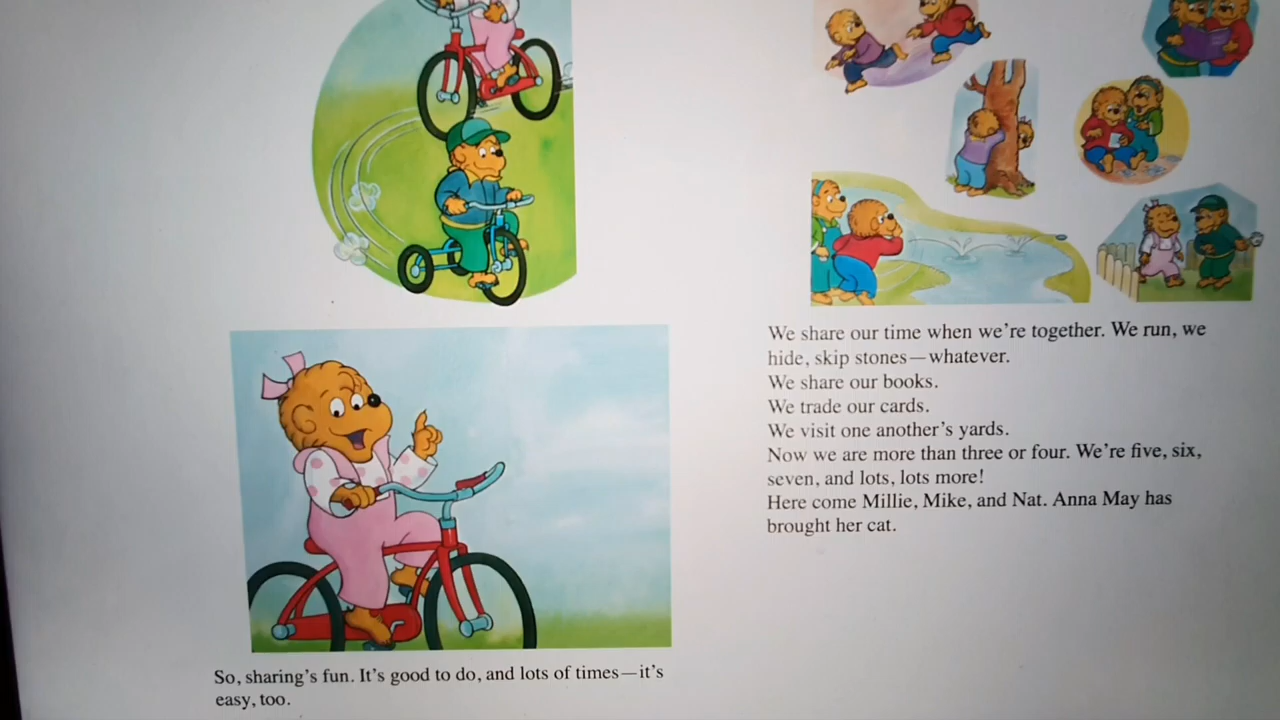 So, sharing's fun. It's good to do, and lots of times—it's
easy, too.
We share our time when we're together. We run, we
hide, skip stones—whatever.
We share our books.
We trade our cards.
We visit one another's yards.
Now we are more than three or four. We're five, six,
seven, and lots, lots more!
Here come Millie, Mike, and Nat. Anna May has
brought her cat.